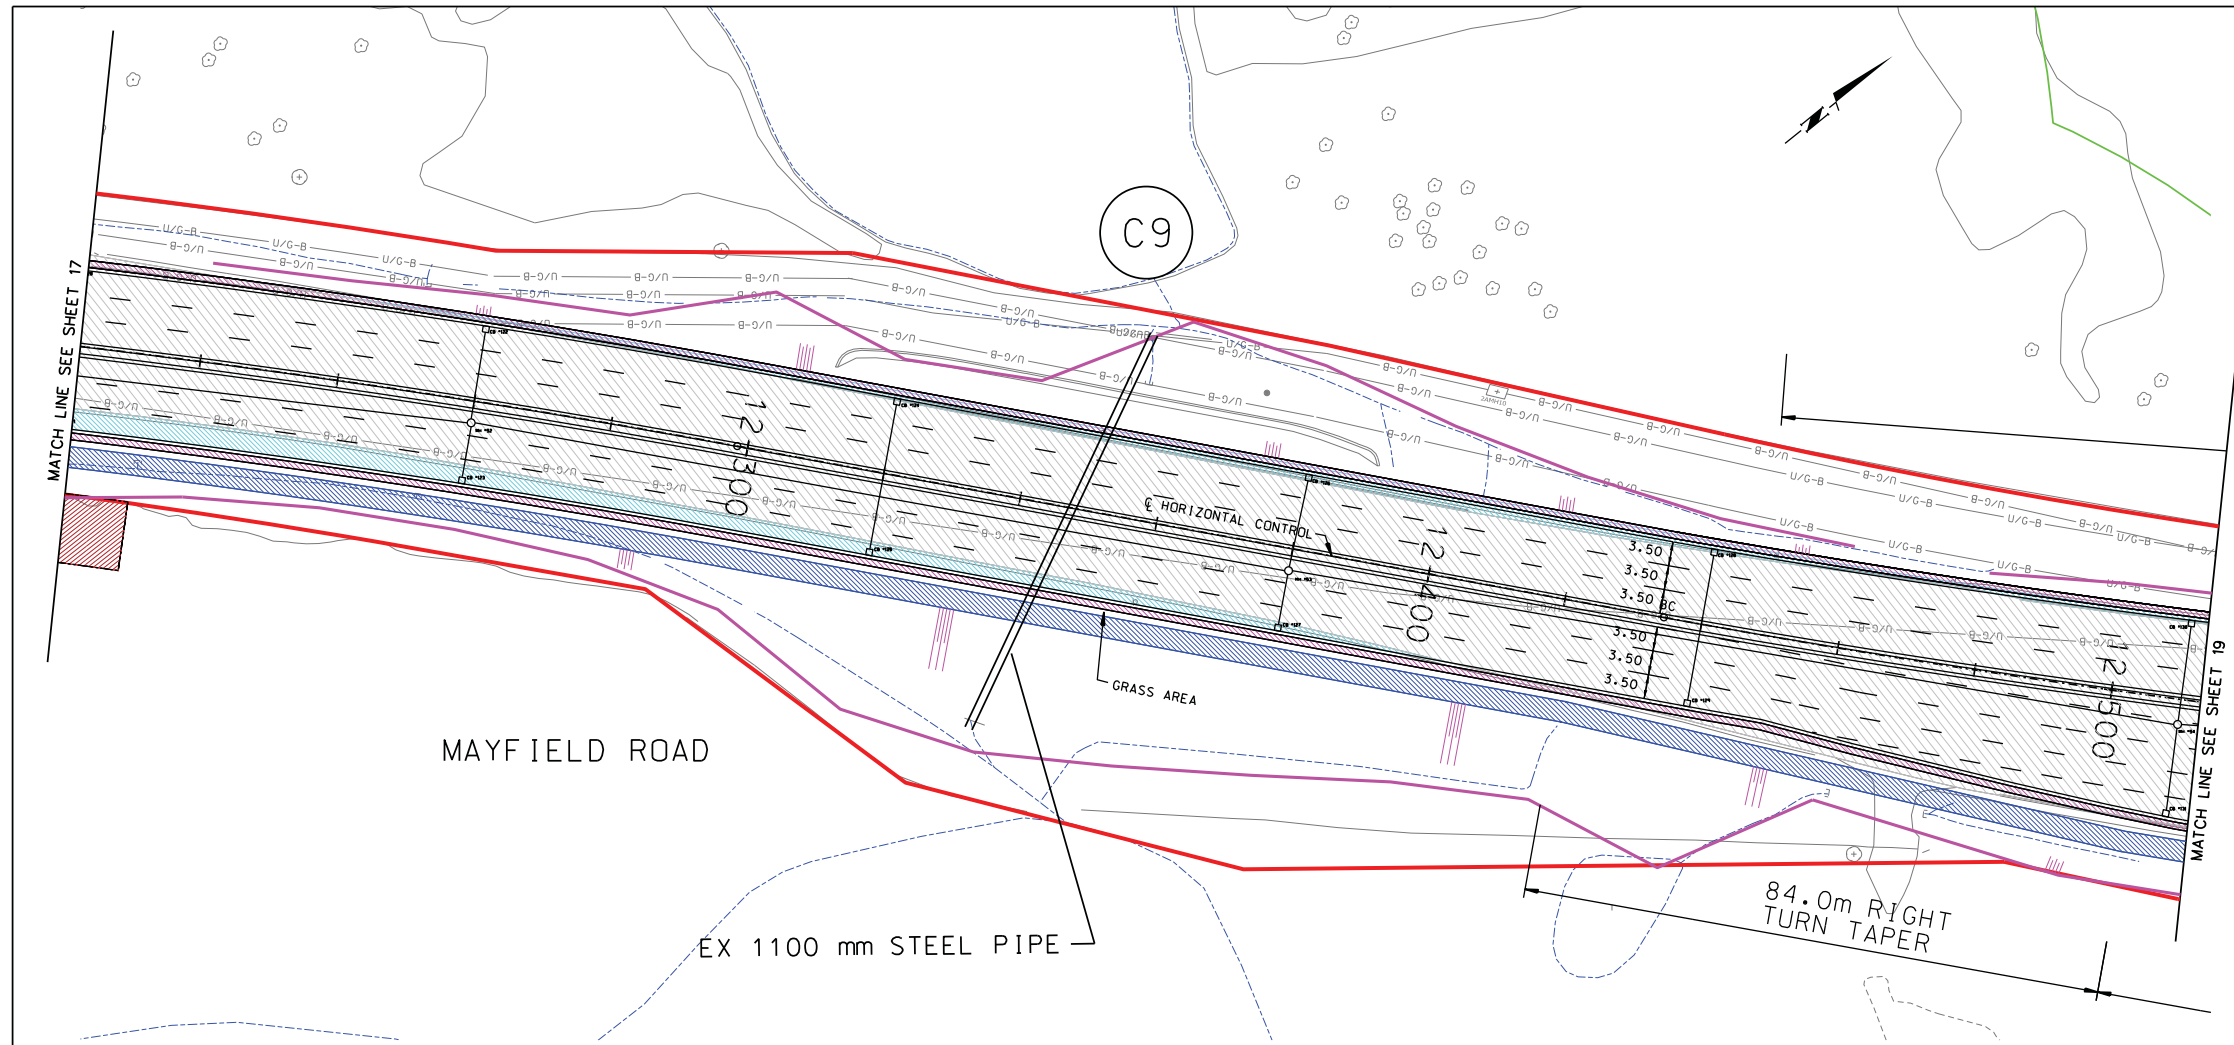 C9
N
U/G-B
MATCH LINE SEE SHEET 17
12+300
℄ HORIZONTAL CONTROL
12+400
3.50
3.50
3.50
BC
3.50
3.50
3.50
12+500
MATCH LINE SEE SHEET 19
GRASS AREA
MAYFIELD ROAD
EX 1100 mm STEEL PIPE
84.0m RIGHT
TURN TAPER